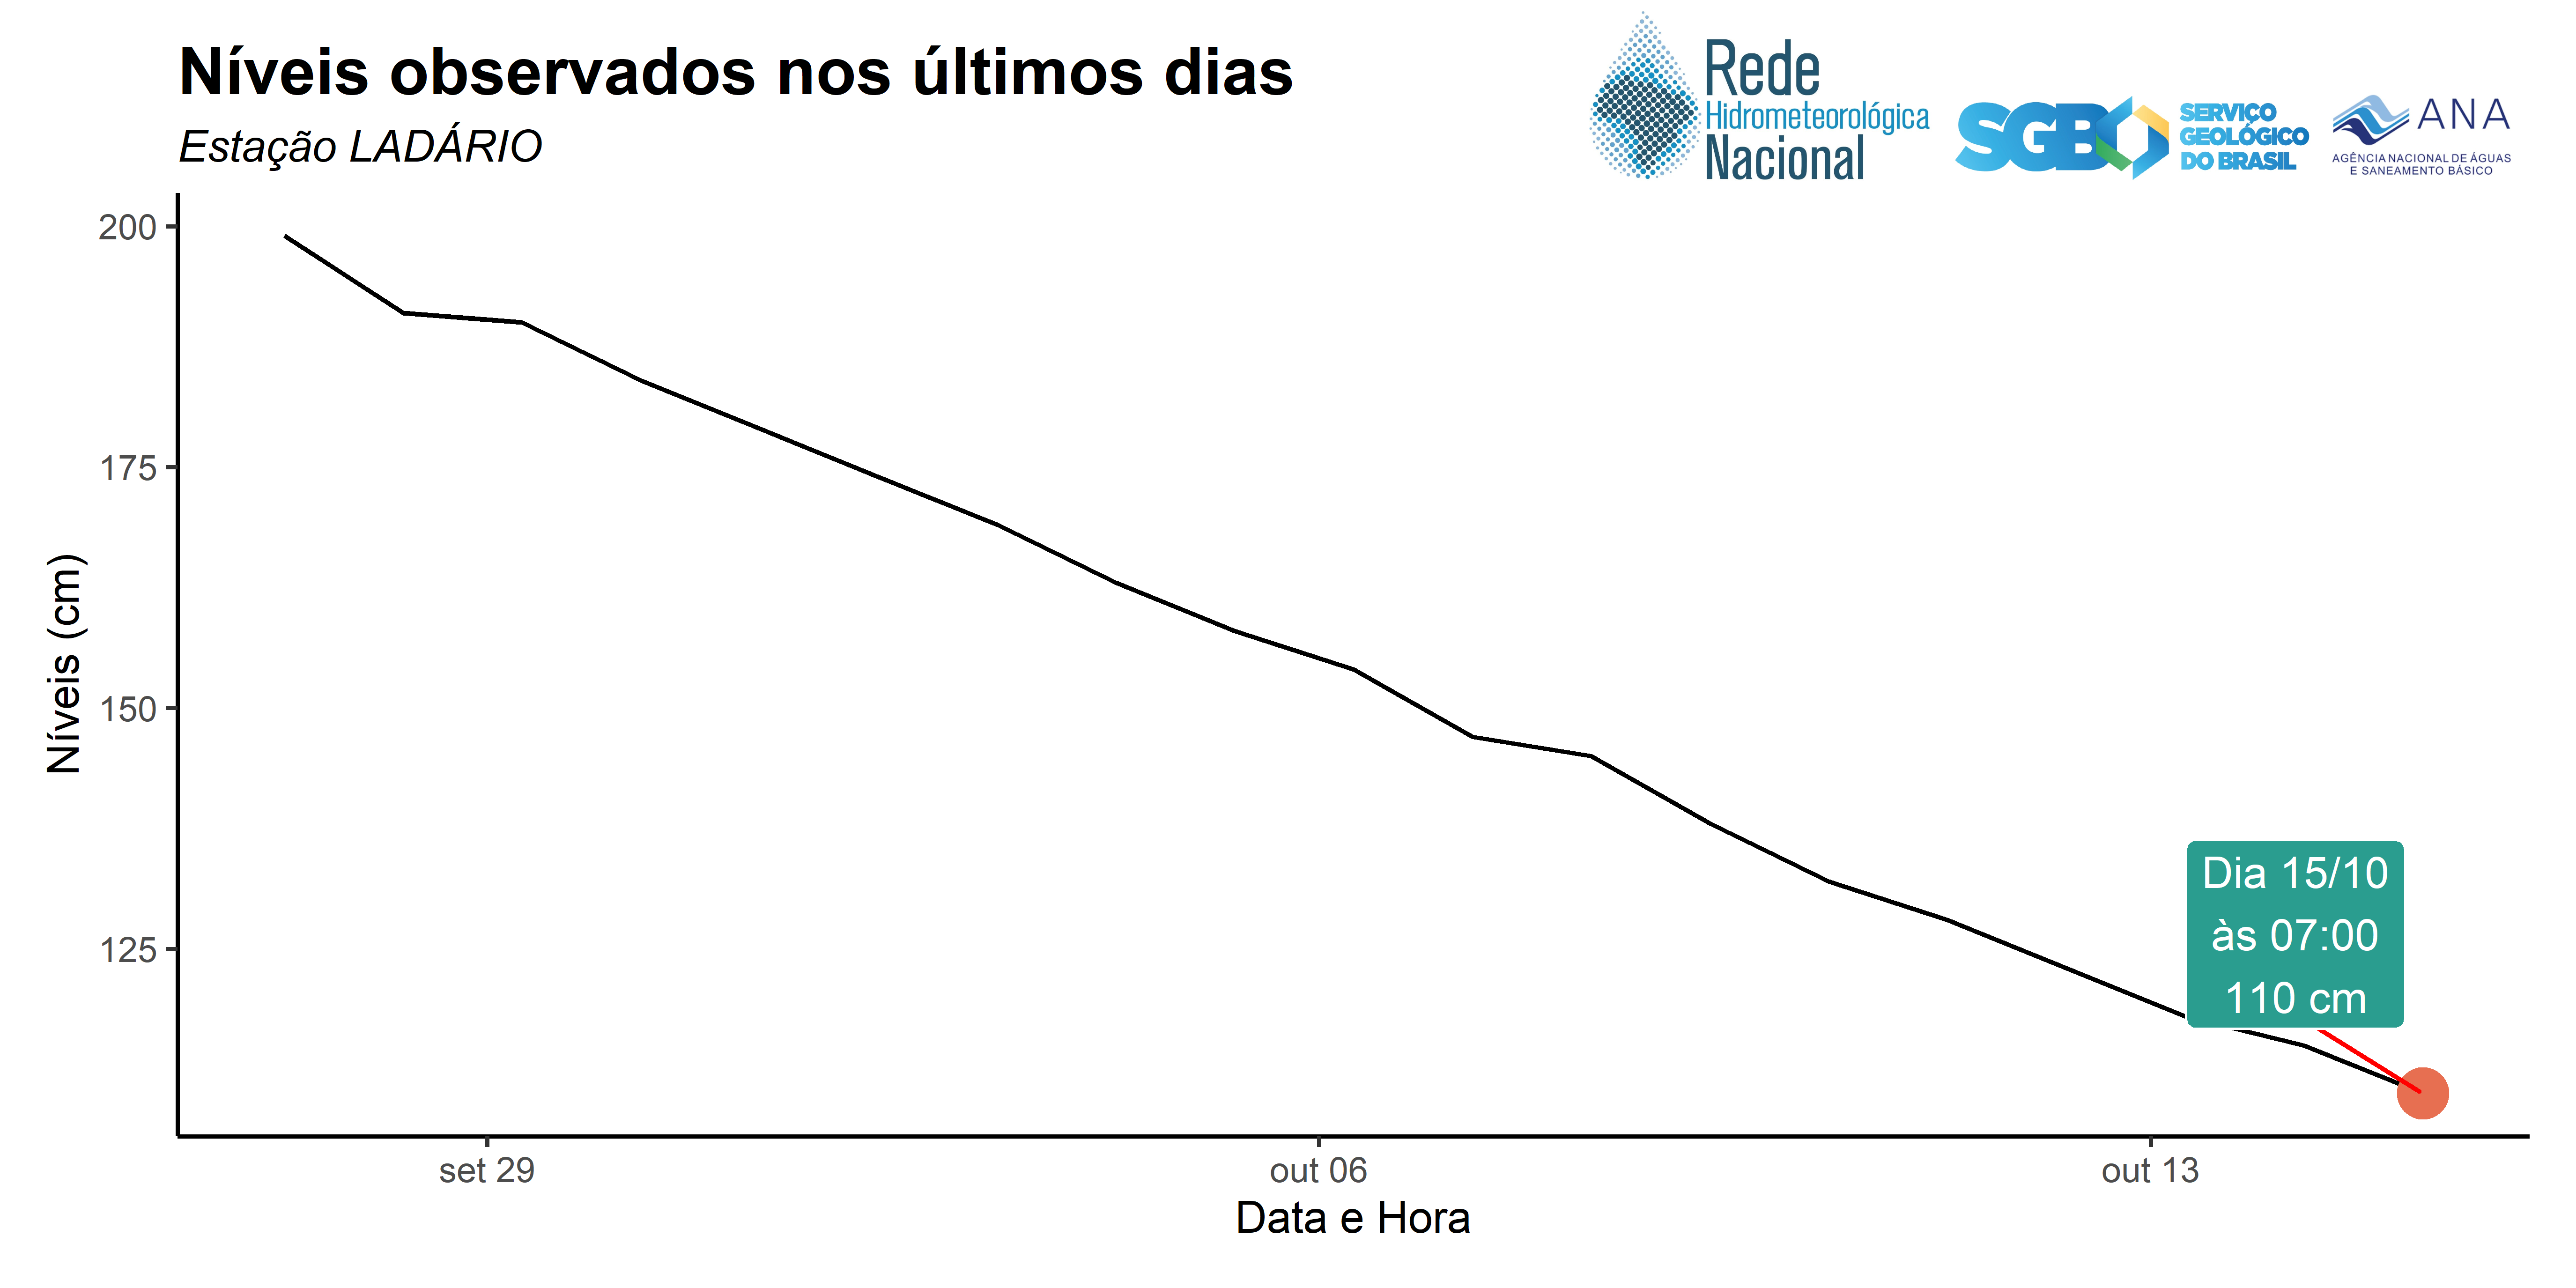 Níveis observados nos últimos dias
Estação LADÁRIO
Rede
Hidrometeorológica
Nacional
SGB
SERVIÇO
GEOLÓGICO
DO BRASIL
ANA
AGÊNCIA NACIONAL DE ÁGUAS
E SANEAMENTO BÁSICO
Níveis (cm)
200
175
150
125
Dia 15/10
às 07:00
110 cm
set 29
out 06
out 13
Data e Hora